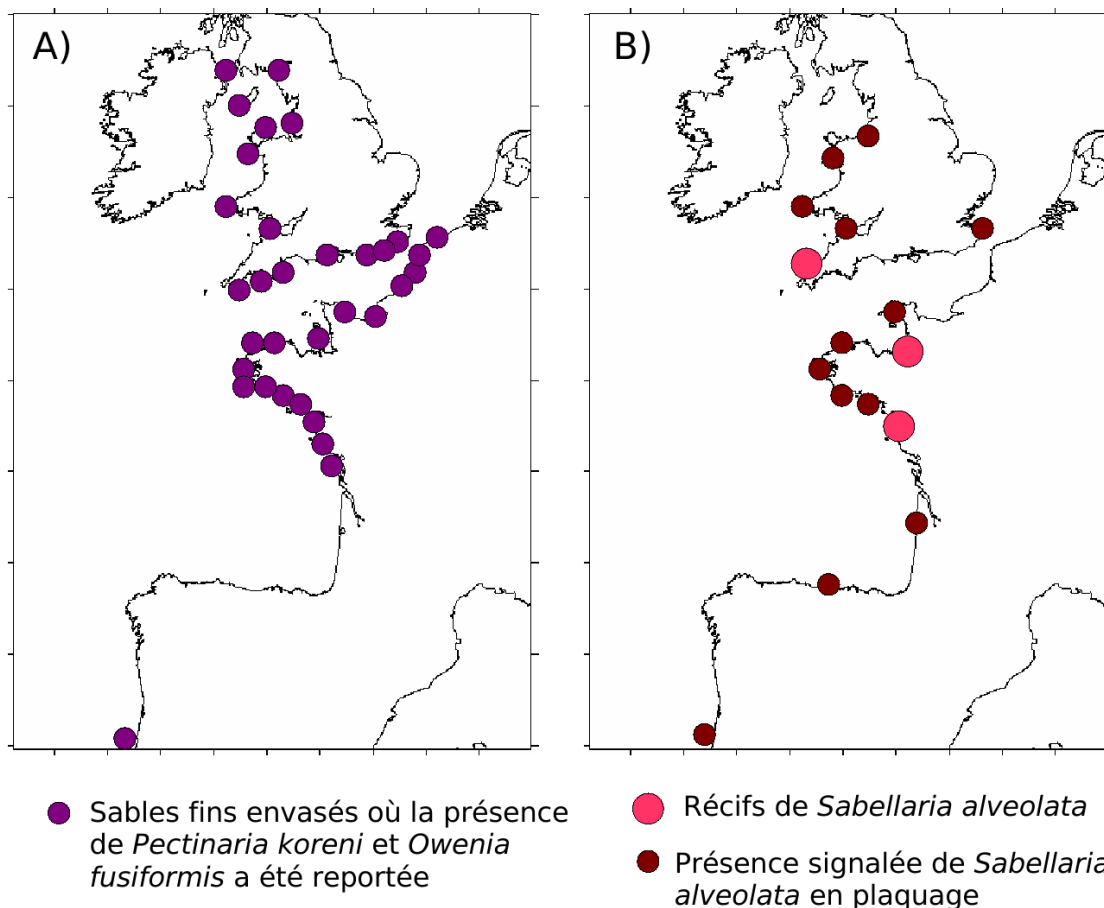 A)
B)
Sables fins envasés où la présence
de Pectinaria koreni et Owenia
fusiformis a été reportée
Récifs de Sabellaria alveolata
Présence signalée de Sabellaria
alveolata en plaquage